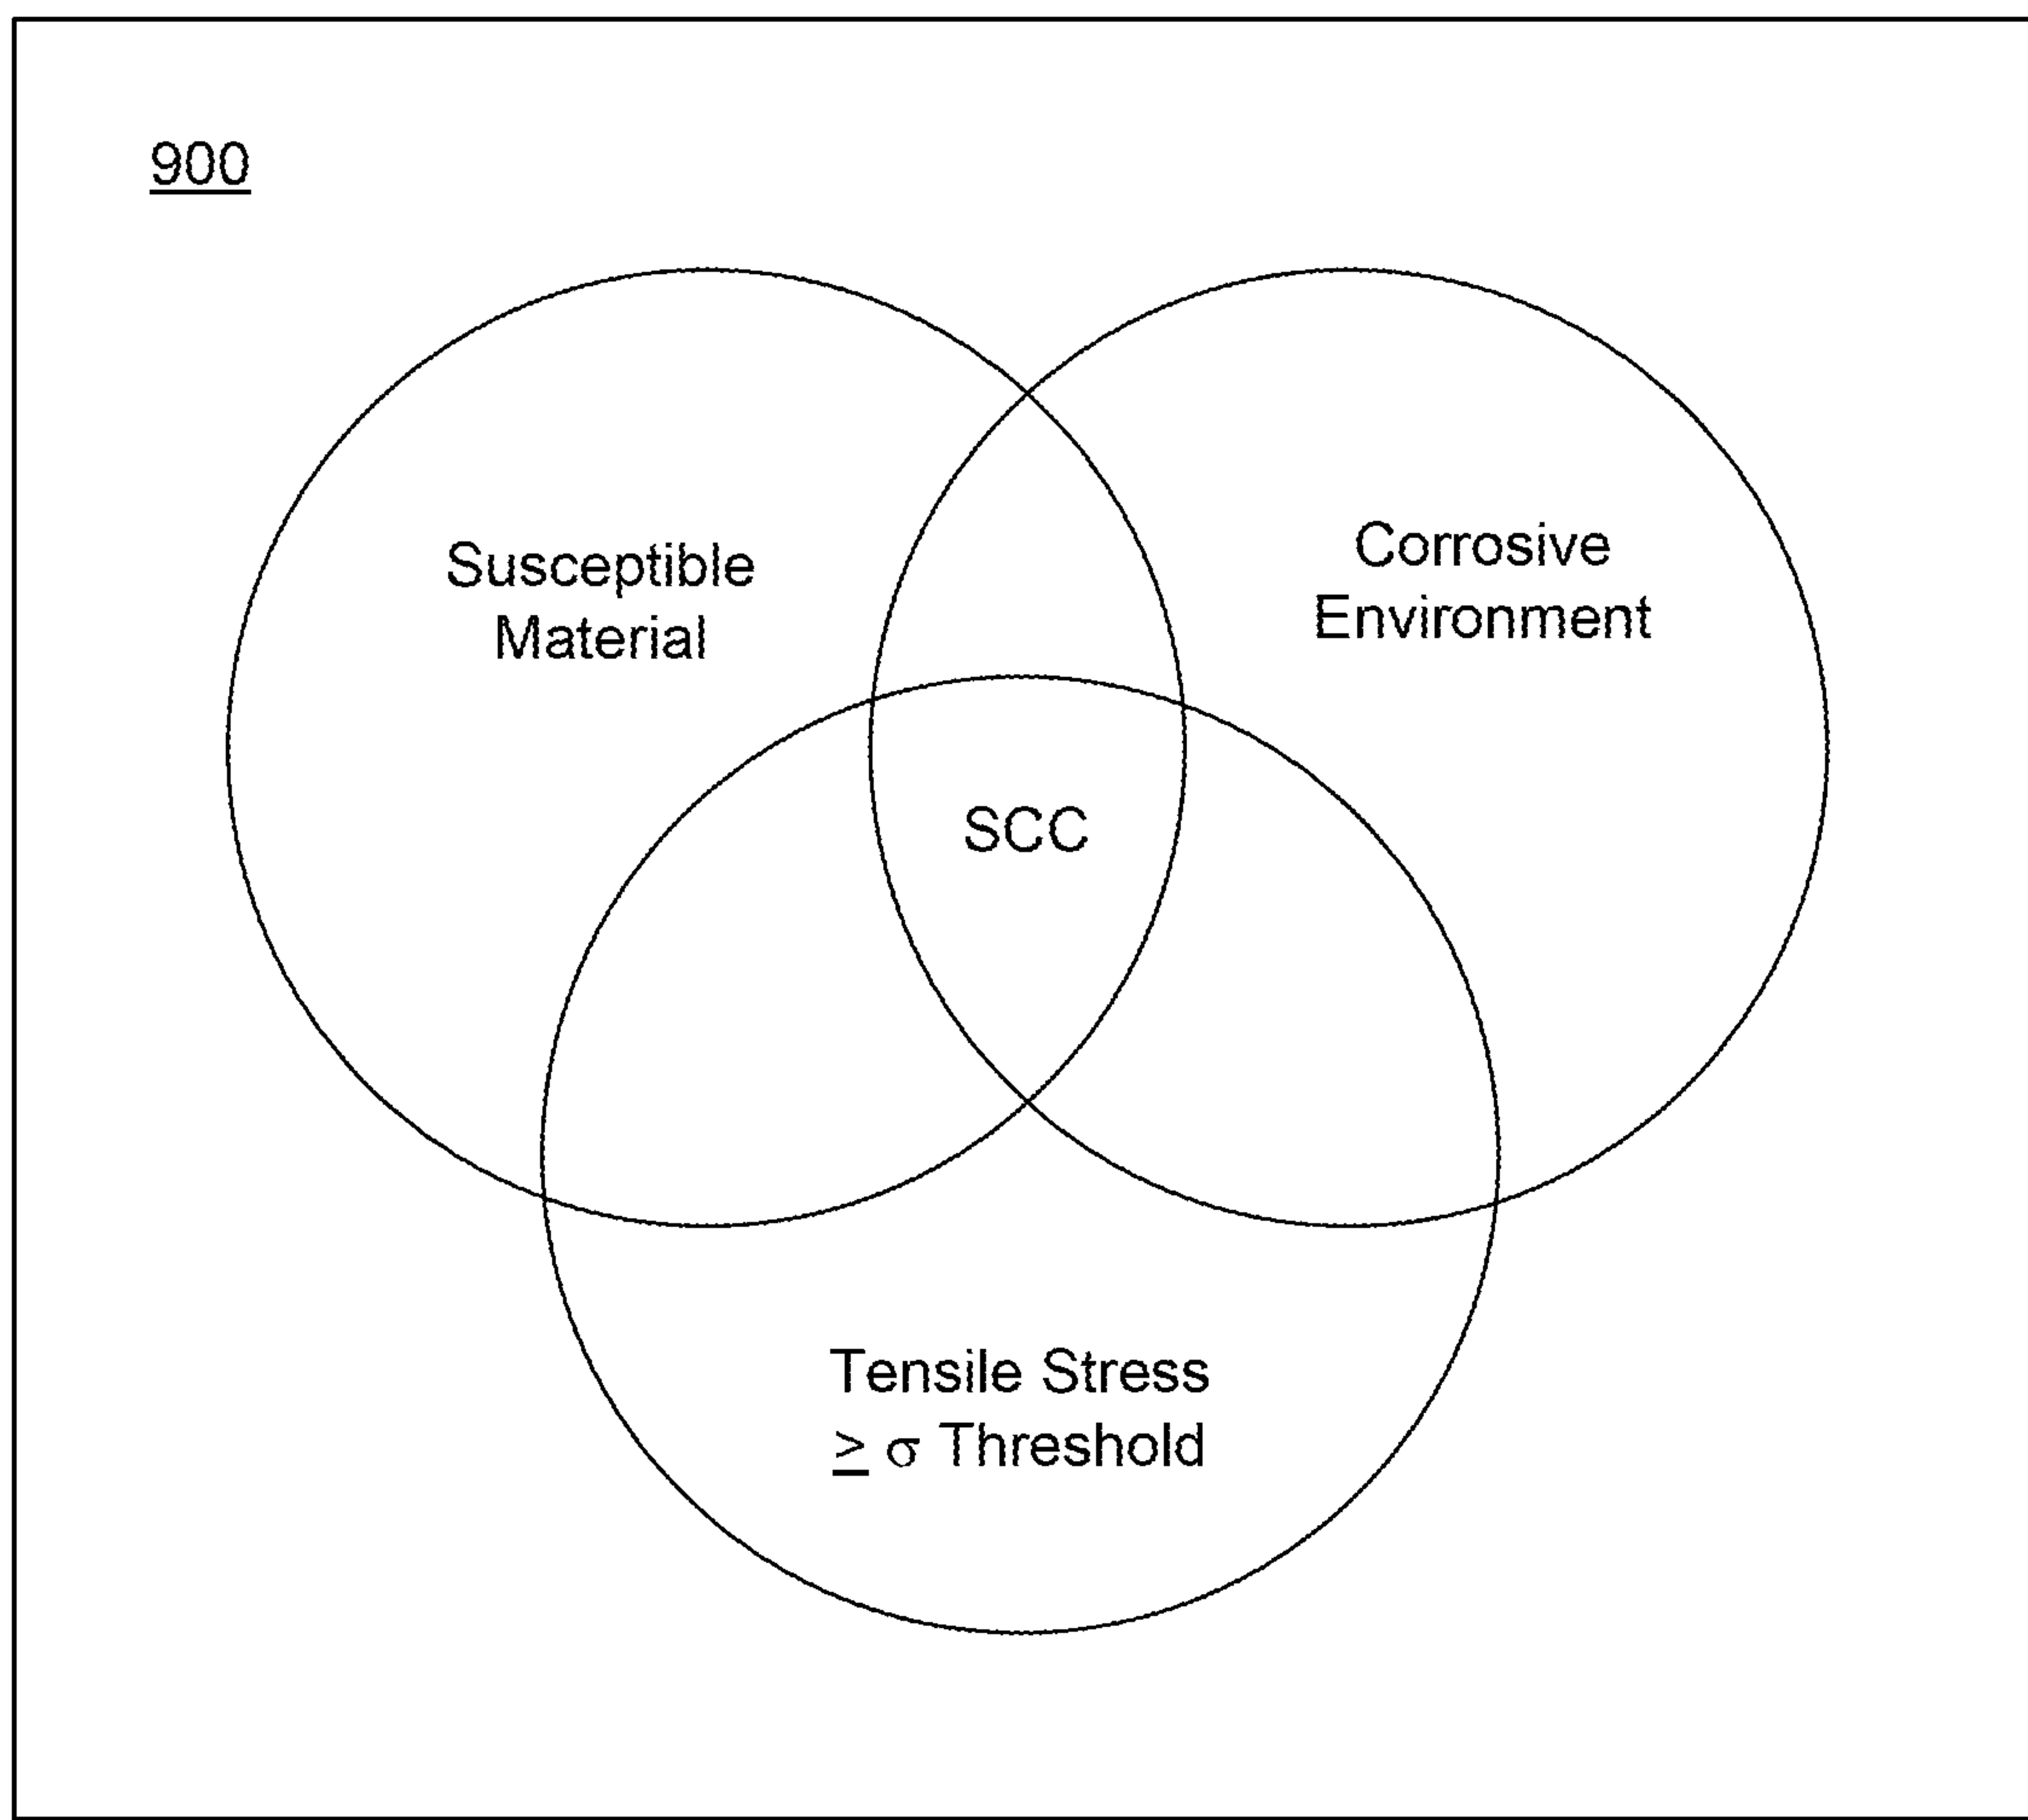 900
Susceptible
Material
Corrosive
Environment
SCC
Tensile Stress
≥ σ Threshold